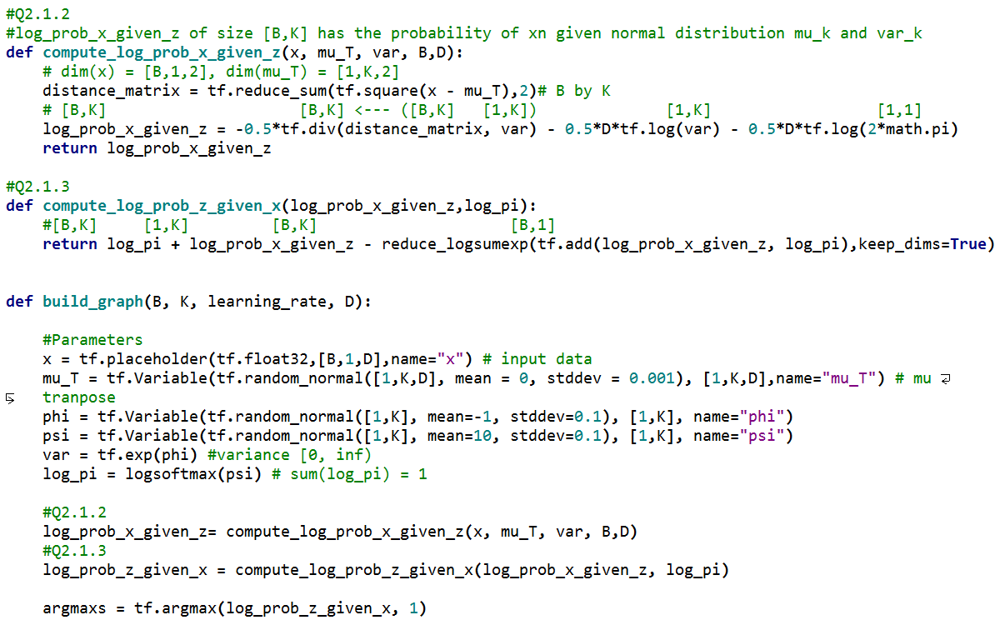 #Q2.1.2
#log_prob_x_given_z of size [B,K] has the probability of xn given normal distribution mu_k and var_k
def compute_log_prob_x_given_z(x, mu_T, var, B,D):
    # dim(x) = [B,1,2], dim(mu_T) = [1,K,2]
    distance_matrix = tf.reduce_sum(tf.square(x - mu_T),2)# B by K
    # [B,K]                     [B,K] <--- ([B,K]   [1,K])              [1,K]                  [1,1]
    log_prob_x_given_z = -0.5*tf.div(distance_matrix, var) - 0.5*D*tf.log(var) - 0.5*D*tf.log(2*math.pi)
    return log_prob_x_given_z

#Q2.1.3
def compute_log_prob_z_given_x(log_prob_x_given_z,log_pi):
    #[B,K]     [1,K]         [B,K]                     [B,1]
    return log_pi + log_prob_x_given_z - reduce_logsumexp(tf.add(log_prob_x_given_z, log_pi),keep_dims=True)


def build_graph(B, K, learning_rate, D):

    #Parameters
    x = tf.placeholder(tf.float32,[B,1,D],name="x") # input data
    mu_T = tf.Variable(tf.random_normal([1,K,D], mean = 0, stddev = 0.001), [1,K,D],name="mu_T") # mu
    tranpose
    phi = tf.Variable(tf.random_normal([1,K], mean=-1, stddev=0.1), [1,K], name="phi")
    psi = tf.Variable(tf.random_normal([1,K], mean=10, stddev=0.1), [1,K], name="psi")
    var = tf.exp(phi) #variance [0, inf)
    log_pi = logsoftmax(psi) # sum(log_pi) = 1

    #Q2.1.2
    log_prob_x_given_z= compute_log_prob_x_given_z(x, mu_T, var, B,D)
    #Q2.1.3
    log_prob_z_given_x = compute_log_prob_z_given_x(log_prob_x_given_z, log_pi)

    argmaxs = tf.argmax(log_prob_z_given_x, 1)